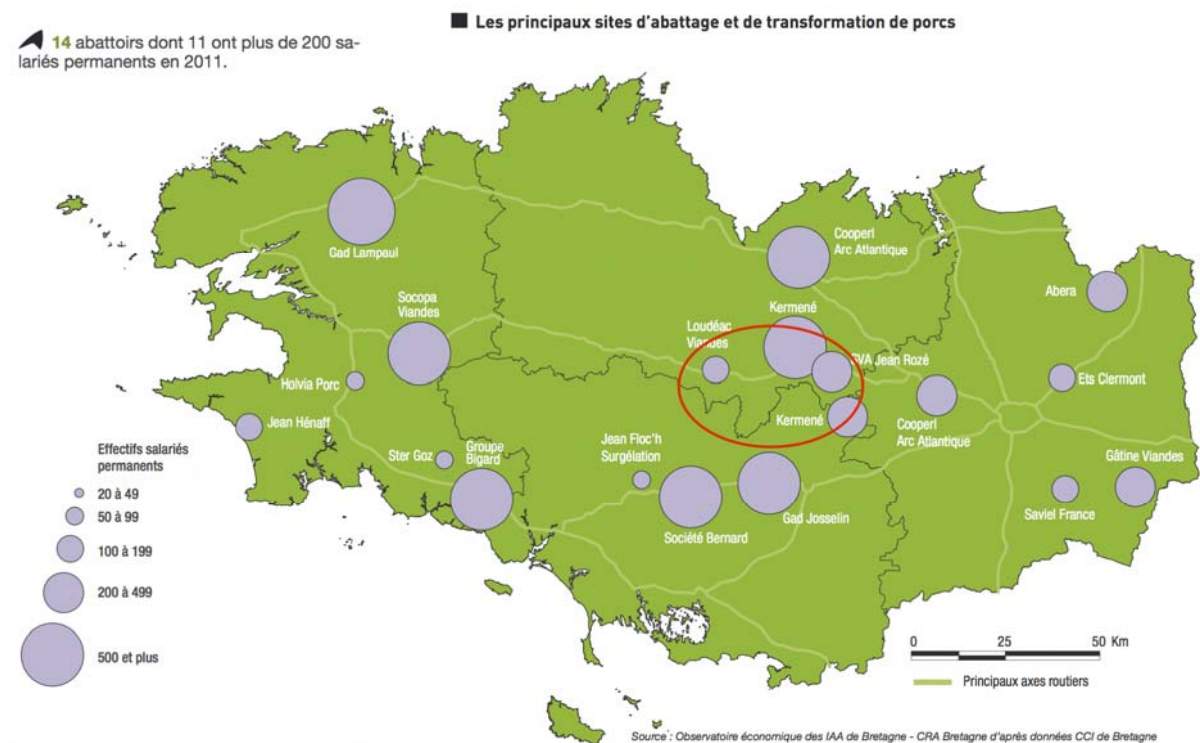 Les principaux sites d'abattage et de transformation de porcs
14 abattoirs dont 11 ont plus de 200 sa-
lariés permanents en 2011.
Gad Lampaul
Cooperl
Arc Atlantique
Abera
Socopa
Viandes
Kermené
Loudéac
Viandes
SVA Jean Rozé
Holvia Porc
Ets Clermont
Jean Hénaff
Kermené
Cooperl
Arc Atlantique
Ster Goz
Groupe
Bigard
Jean Floc'h
Surgélation
Gâtine Viandes
Saviel France
Gad Josselin
Société Bernard
Effectifs salariés
permanents
20 à 49
50 à 99
100 à 199
200 à 499
500 et plus
0 25 50 Km
Principaux axes routiers
Source : Observatoire économique des IAA de Bretagne - CRA Bretagne d'après données CCI de Bretagne